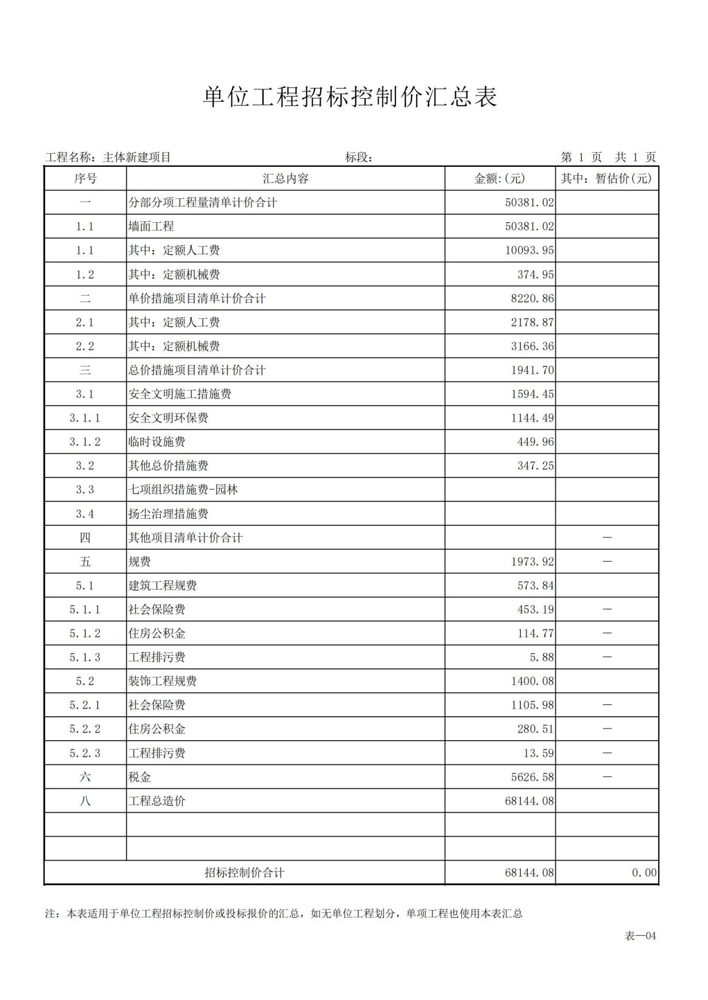 单位工程招标控制价汇总表
工程名称：主体新建项目 标段： 第 1 页 共 1 页
序号 汇总内容 金额:(元) 其中：暂估价(元)
一 分部分项工程量清单计价合计 50381.02
1.1 墙面工程 50381.02
1.1 其中：定额人工费 10093.95
1.2 其中：定额机械费 374.95
二 单价措施项目清单计价合计 8220.86
2.1 其中：定额人工费 2178.87
2.2 其中：定额机械费 3166.36
三 总价措施项目清单计价合计 1941.70
3.1 安全文明施工措施费 1594.45
3.1.1 安全文明环保费 1144.49
3.1.2 临时设施费 449.96
3.2 其他总价措施费 347.25
3.3 七项组织措施费-园林
3.4 扬尘治理措施费
四 其他项目清单计价合计 —
五 规费 1973.92 —
5.1 建筑工程规费 573.84
5.1.1 社会保险费 453.19 —
5.1.2 住房公积金 114.77 —
5.1.3 工程排污费 5.88 —
5.2 装饰工程规费 1400.08
5.2.1 社会保险费 1105.98 —
5.2.2 住房公积金 280.51 —
5.2.3 工程排污费 13.59 —
六 税金 5626.58 —
八 工程总造价 68144.08
招标控制价合计 68144.08 0.00
注：本表适用于单位工程招标控制价或投标报价的汇总，如无单位工程划分，单项工程也使用本表汇总
表—04